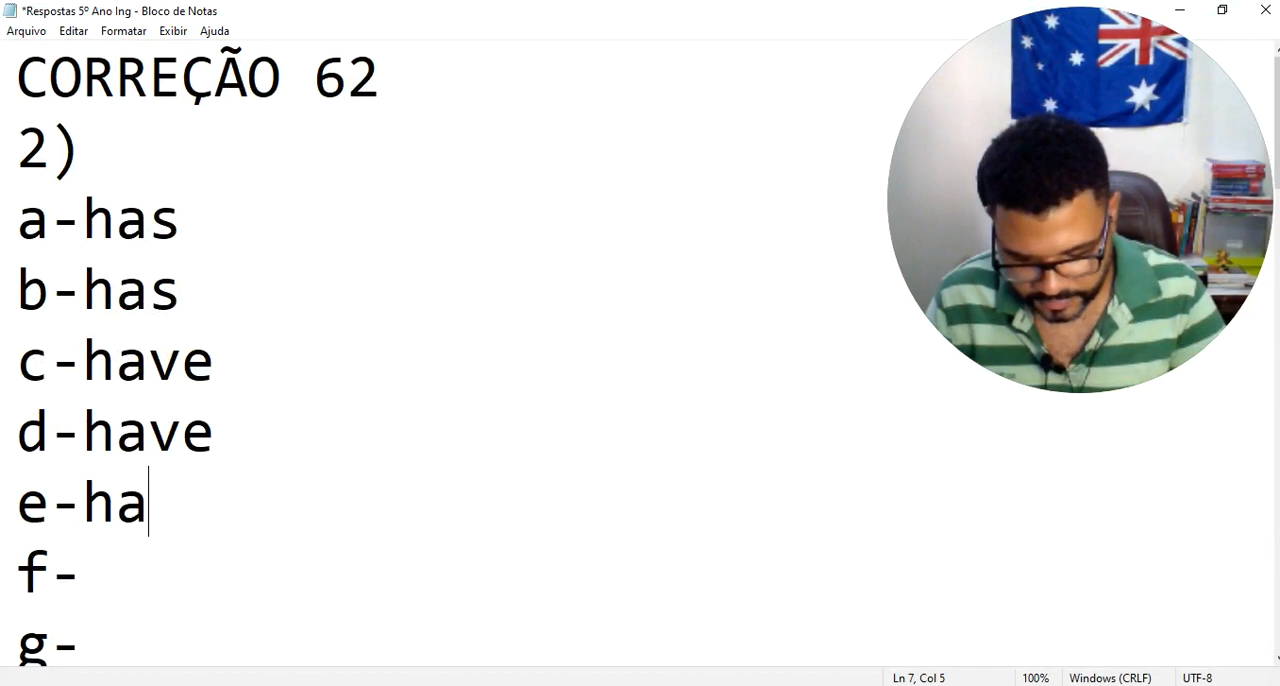 *Respostas 5º Ano Ing - Bloco de Notas
Arquivo Editar Formatar Exibir Ajuda
CORREÇÃO 62
2)
a-has
b-has
c-have
d-have
e-ha
f-
g-
Ln 7, Col 5 100% Windows (CRLF) UTF-8